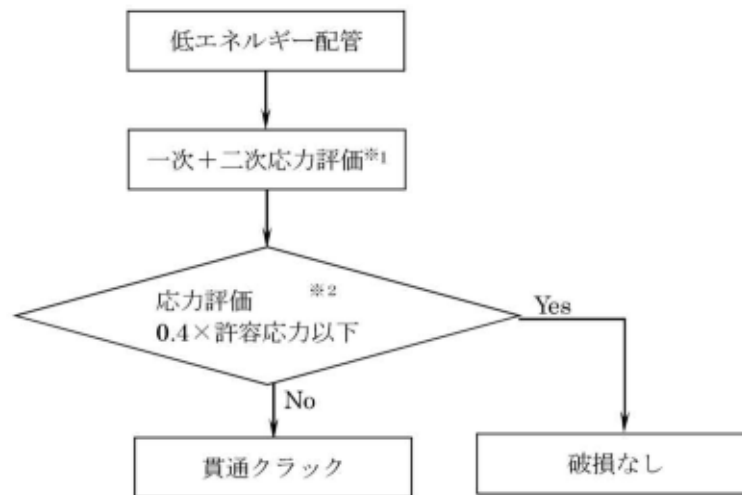 低エネルギー配管
一次＋二次応力評価※1
応力評価 ※2
0.4×許容応力以下
Yes
No
貫通クラック
破損なし